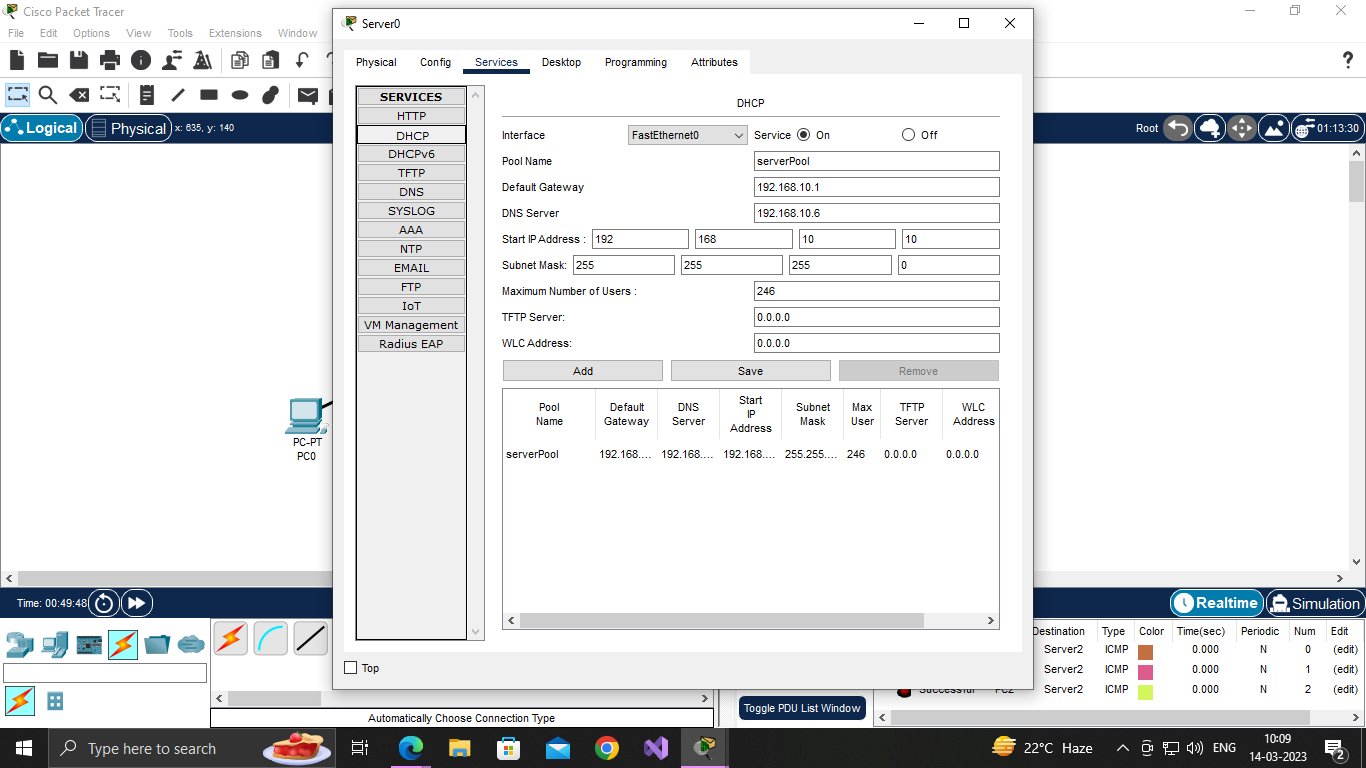 Cisco Packet Tracer
File Edit Options View Tools Extensions Window
Logical
Physical
x: 635, y: 140
Root
01:13:30
PC-PT
PC0
Server0
Physical Config Services Desktop Programming Attributes
SERVICES
HTTP
DHCP
DHCPv6
TFTP
DNS
SYSLOG
AAA
NTP
EMAIL
FTP
IoT
VM Management
Radius EAP
DHCP
Interface FastEthernet0 Service On Off
Pool Name serverPool
Default Gateway 192.168.10.1
DNS Server 192.168.10.6
Start IP Address : 192 168 10 10
Subnet Mask: 255 255 255 0
Maximum Number of Users : 246
TFTP Server: 0.0.0.0
WLC Address: 0.0.0.0
Add Save Remove
Pool Name Default Gateway DNS Server Start IP Address Subnet Mask Max User TFTP Server WLC Address
serverPool 192.168.... 192.168.... 192.168.... 255.255.... 246 0.0.0.0 0.0.0.0
Top
Time: 00:49:48
Realtime
Simulation
Automatically Choose Connection Type
Toggle PDU List Window
Destination Type Color Time(sec) Periodic Num Edit
Server2 ICMP 0.000 N 0 (edit)
Server2 ICMP 0.000 N 1 (edit)
Successful PC2 Server2 ICMP 0.000 N 2 (edit)
Type here to search
22°C Haze
ENG
10:09
14-03-2023
2